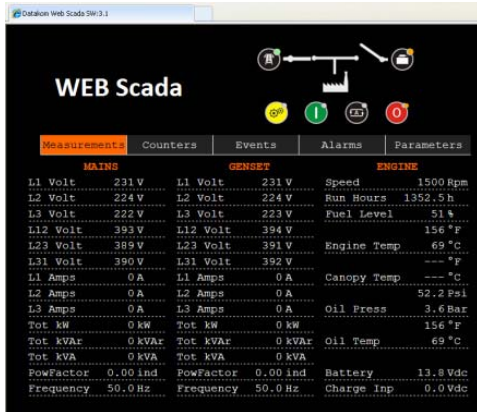 Datakom Web Scada SW:3.1
WEB Scada
Measurements Counters Events Alarms Parameters
MAINS GENSET ENGINE
L1 Volt 231 V L1 Volt 231 V Speed 1500 Rpm
L2 Volt 224 V L2 Volt 224 V Run Hours 1352.5 h
L3 Volt 222 V L3 Volt 223 V Fuel Level 51 %
L12 Volt 393 V L12 Volt 394 V 156 °F
L23 Volt 389 V L23 Volt 391 V Engine Temp 69 °C
L31 Volt 390 V L31 Volt 392 V --- °F
L1 Amps 0 A L1 Amps 0 A Canopy Temp --- °C
L2 Amps 0 A L2 Amps 0 A 52.2 Psi
L3 Amps 0 A L3 Amps 0 A Oil Press 3.6 Bar
Tot kW 0 kW Tot kW 0 kW 156 °F
Tot kVAr 0 kVAr Tot kVAr 0 kVAr Oil Temp 69 °C
Tot kVA 0 kVA Tot kVA 0 kVA
PowFactor 0.00 ind PowFactor 0.00 ind Battery 13.8 Vdc
Frequency 50.0 Hz Frequency 50.0 Hz Charge Inp 0.0 Vdc